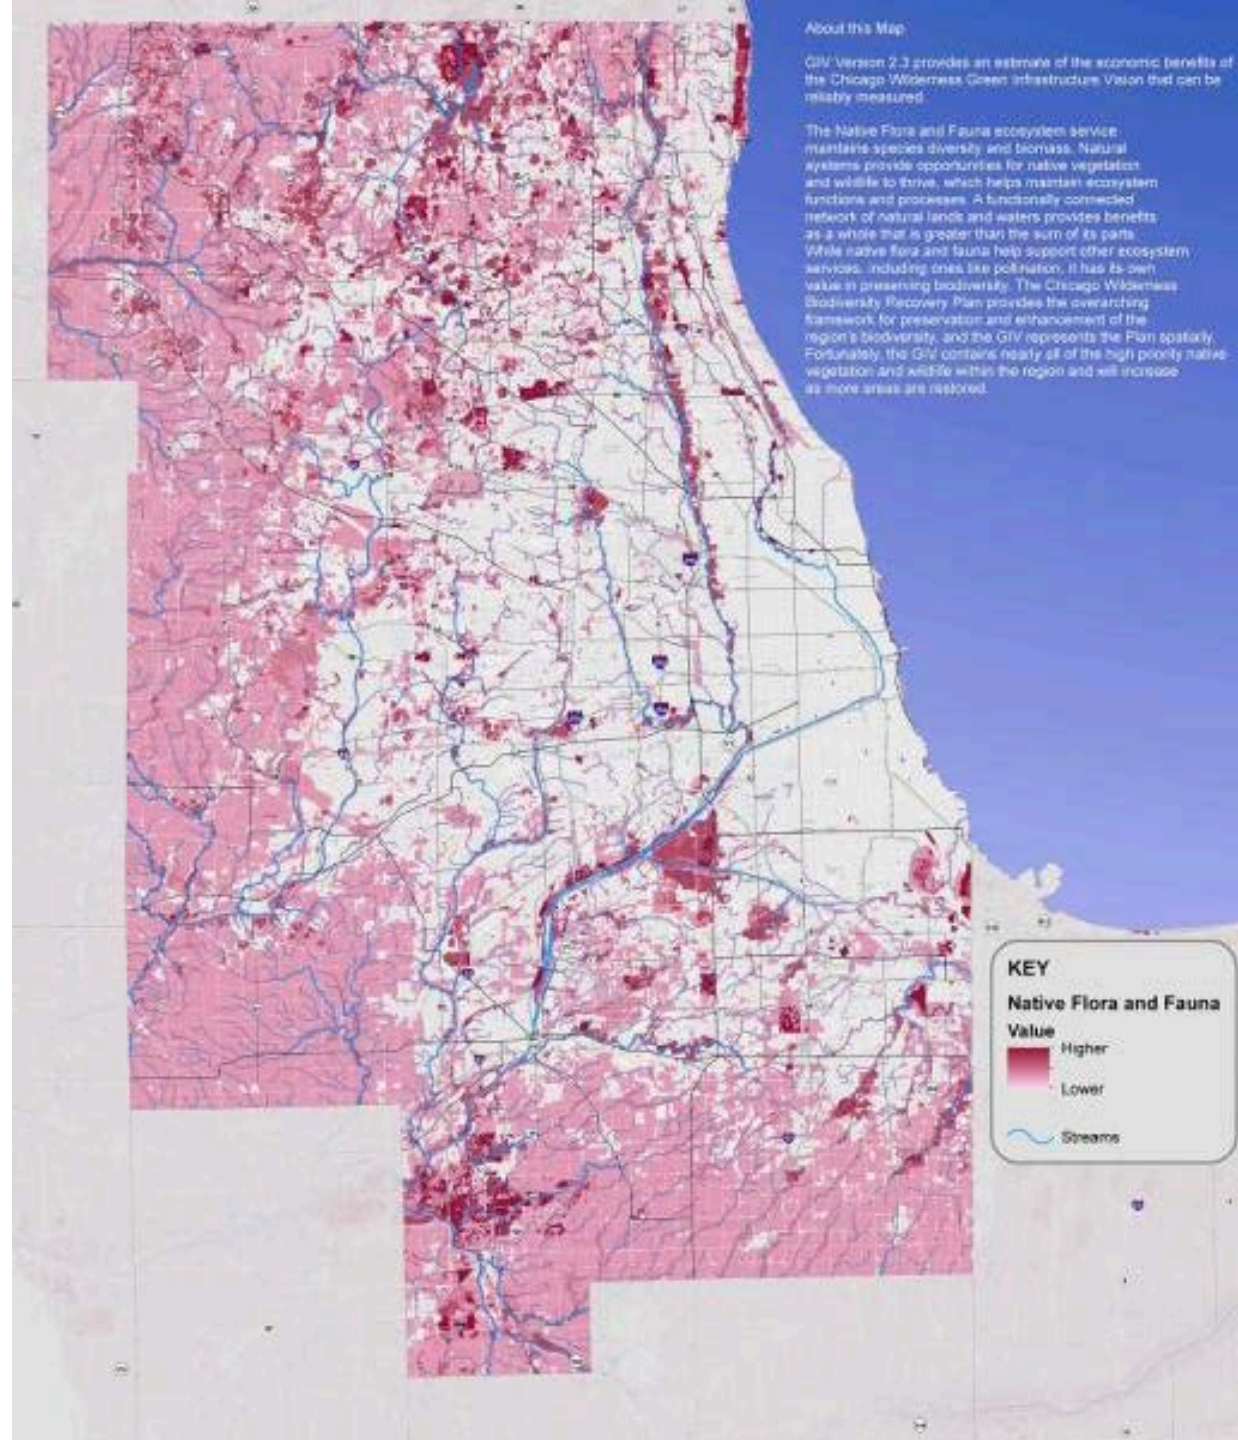 About this Map
GIV Version 2.3 provides an estimate of the economic benefits of
the Chicago Wilderness Green Infrastructure Vision that can be
reliably measured.
The Native Flora and Fauna ecosystem service
maintains species diversity and biomass. Natural
systems provide opportunities for native vegetation
and wildlife to thrive, which helps maintain ecosystem
functions and processes. A functionally connected
network of natural lands and waters provides benefits
as a whole that is greater than the sum of its parts.
While native flora and fauna help support other ecosystem
services, including ones like pollination, it has its own
value in preserving biodiversity. The Chicago Wilderness
Biodiversity Recovery Plan provides the overarching
framework for preservation and enhancement of the
region's biodiversity, and the GIV represents the Plan spatially.
Fortunately, the GIV contains nearly all of the high priority native
vegetation and wildlife within the region and will increase
as more areas are restored.
KEY
Native Flora and Fauna
Value
Higher
Lower
Streams